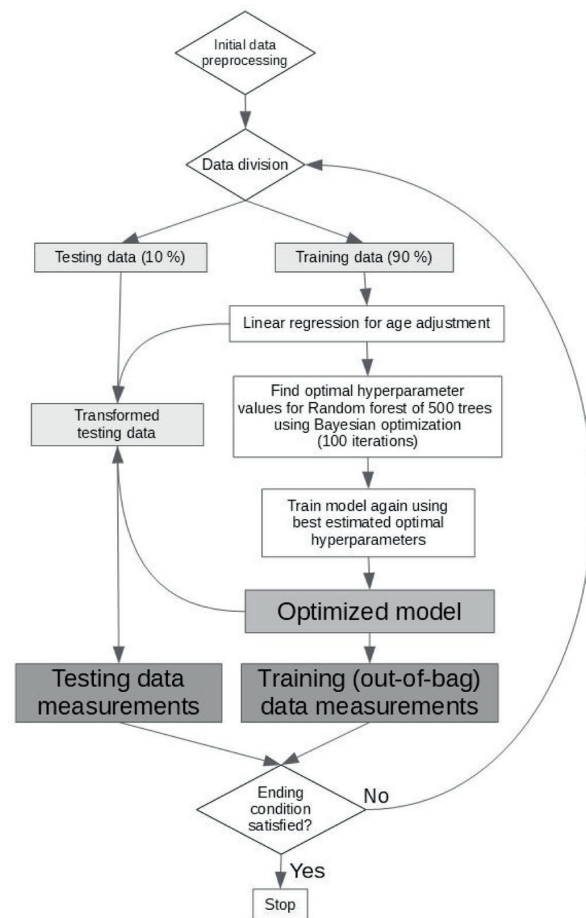 Initial data
preprocessing
Data division
Testing data (10 %)
Training data (90 %)
Linear regression for age adjustment
Find optimal hyperparameter
values for Random forest of 500 trees
using Bayesian optimization
(100 iterations)
Transformed
testing data
Train model again using
best estimated optimal
hyperparameters
Optimized model
Testing data
measurements
Training (out-of-bag)
data measurements
Ending
condition
satisfied?
No
Yes
Stop